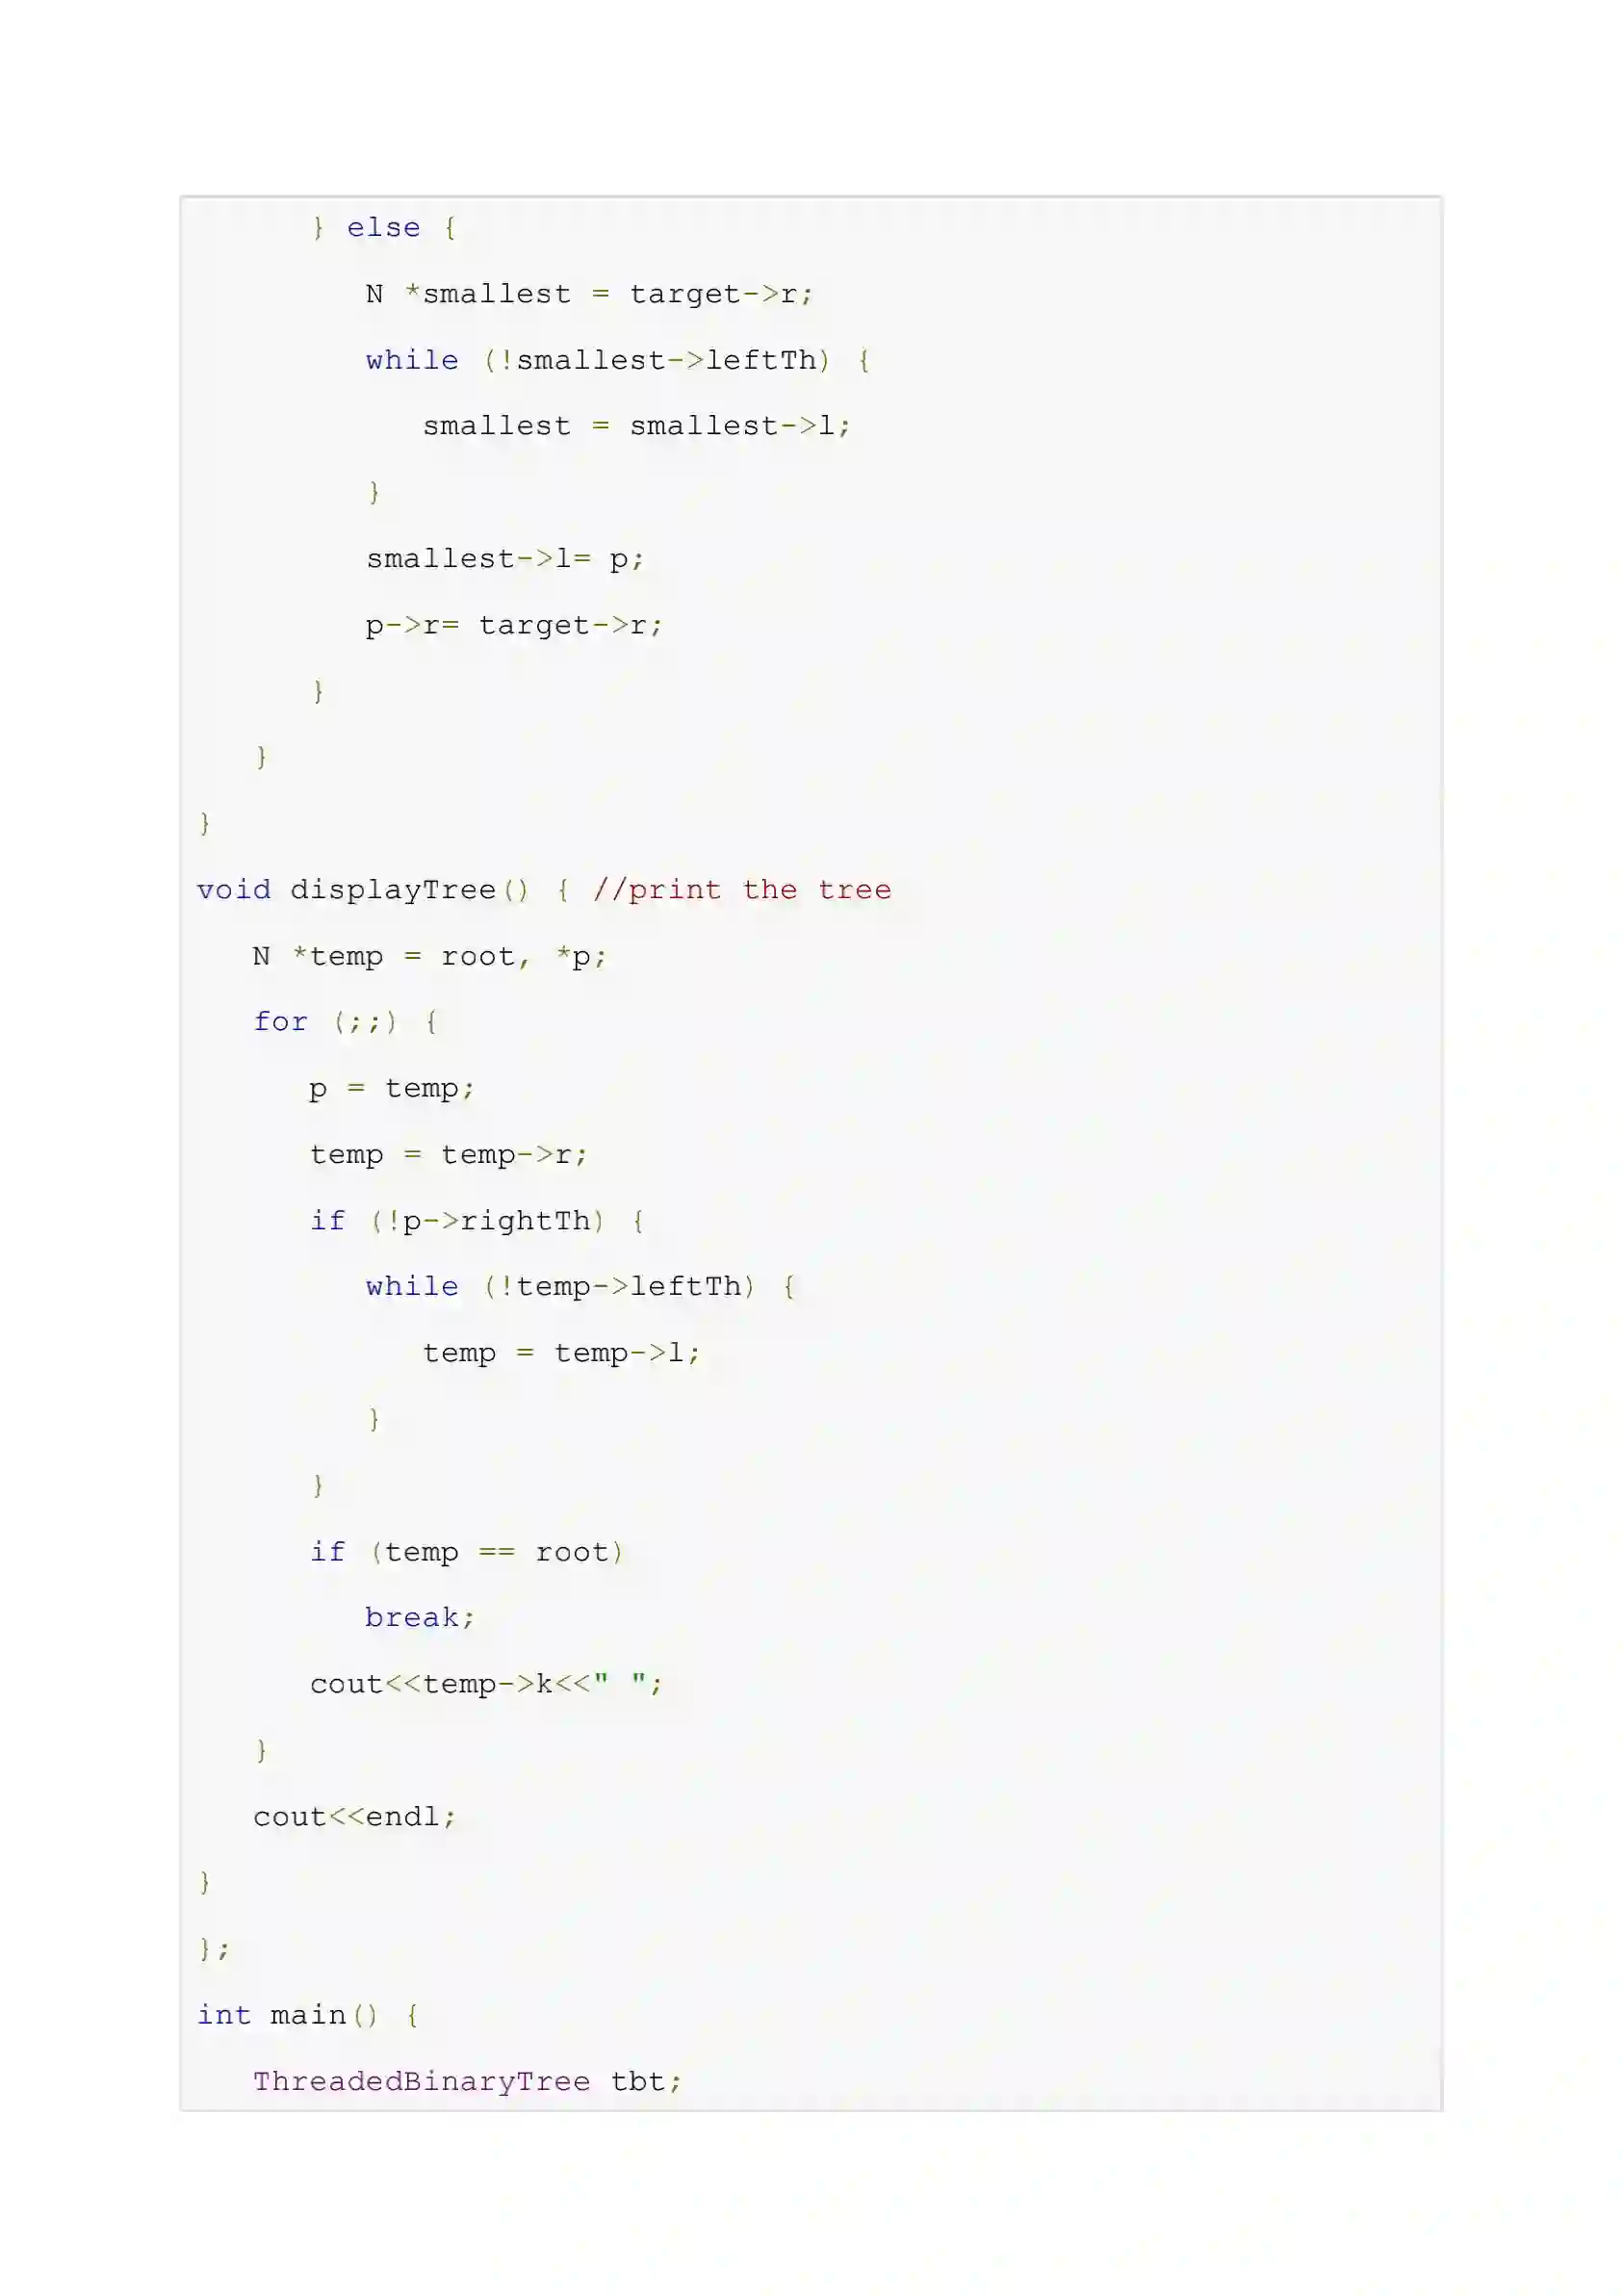 } else {
N *smallest = target->r;
while (!smallest->leftTh) {
smallest = smallest->l;
}
smallest->l= p;
p->r= target->r;
}
}
}
void displayTree() { //print the tree
N *temp = root, *p;
for (;;) {
p = temp;
temp = temp->r;
if (!p->rightTh) {
while (!temp->leftTh) {
temp = temp->l;
}
}
if (temp == root)
break;
cout<<temp->k<<" ";
}
cout<<endl;
}
};
int main() {
ThreadedBinaryTree tbt;